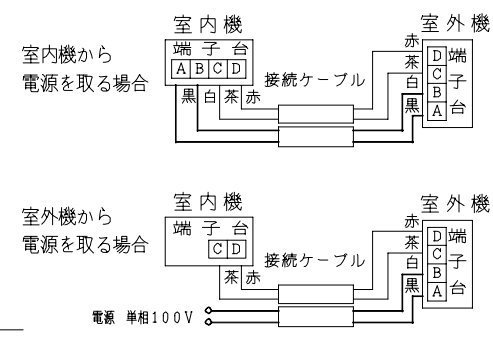 室内機
室外機
室内機から
電源を取る場合
端子台
ABCD
黒白茶赤
接続ケーブル
赤
茶
白
黒
D
C
B
A
端子台
室内機
室外機
室外機から
電源を取る場合
端子台
CD
茶赤
接続ケーブル
赤
茶
白
黒
D
C
B
A
端子台
電源 単相100V